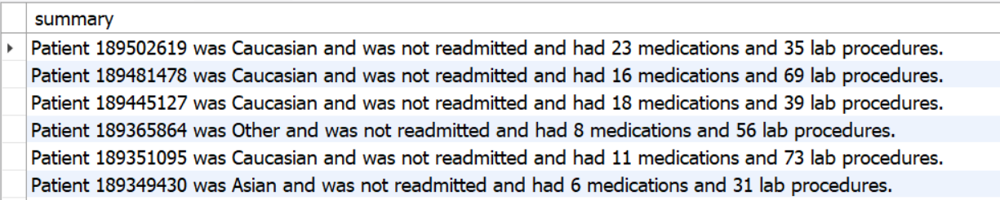 summary
Patient 189502619 was Caucasian and was not readmitted and had 23 medications and 35 lab procedures.
Patient 189481478 was Caucasian and was not readmitted and had 16 medications and 69 lab procedures.
Patient 189445127 was Caucasian and was not readmitted and had 18 medications and 39 lab procedures.
Patient 189365864 was Other and was not readmitted and had 8 medications and 56 lab procedures.
Patient 189351095 was Caucasian and was not readmitted and had 11 medications and 73 lab procedures.
Patient 189349430 was Asian and was not readmitted and had 6 medications and 31 lab procedures.